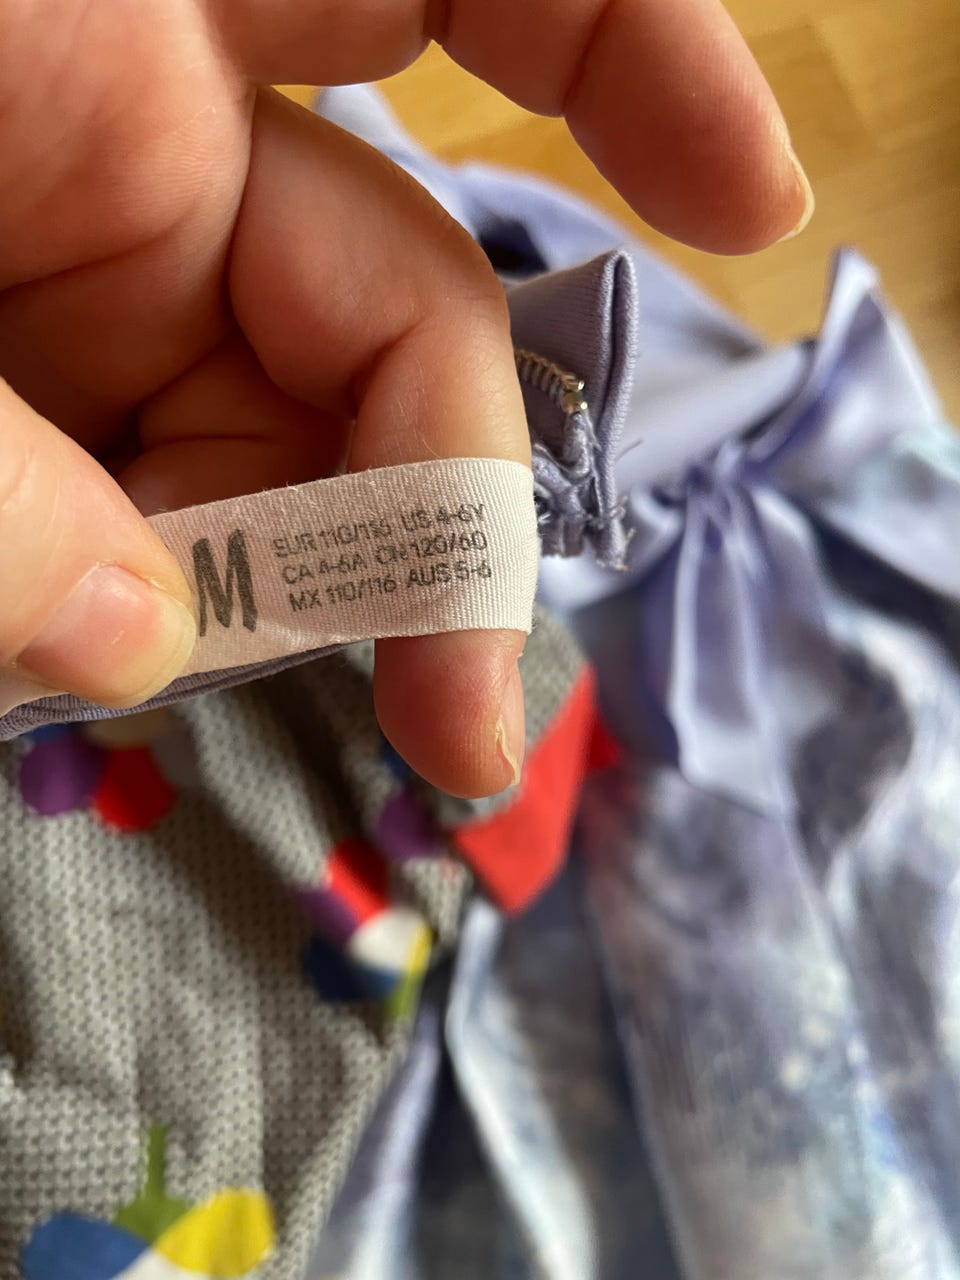 M
EUR 110/116 US 4-6Y
CA 4-6A CN 120/60
MX 110/116 AUS 5-6